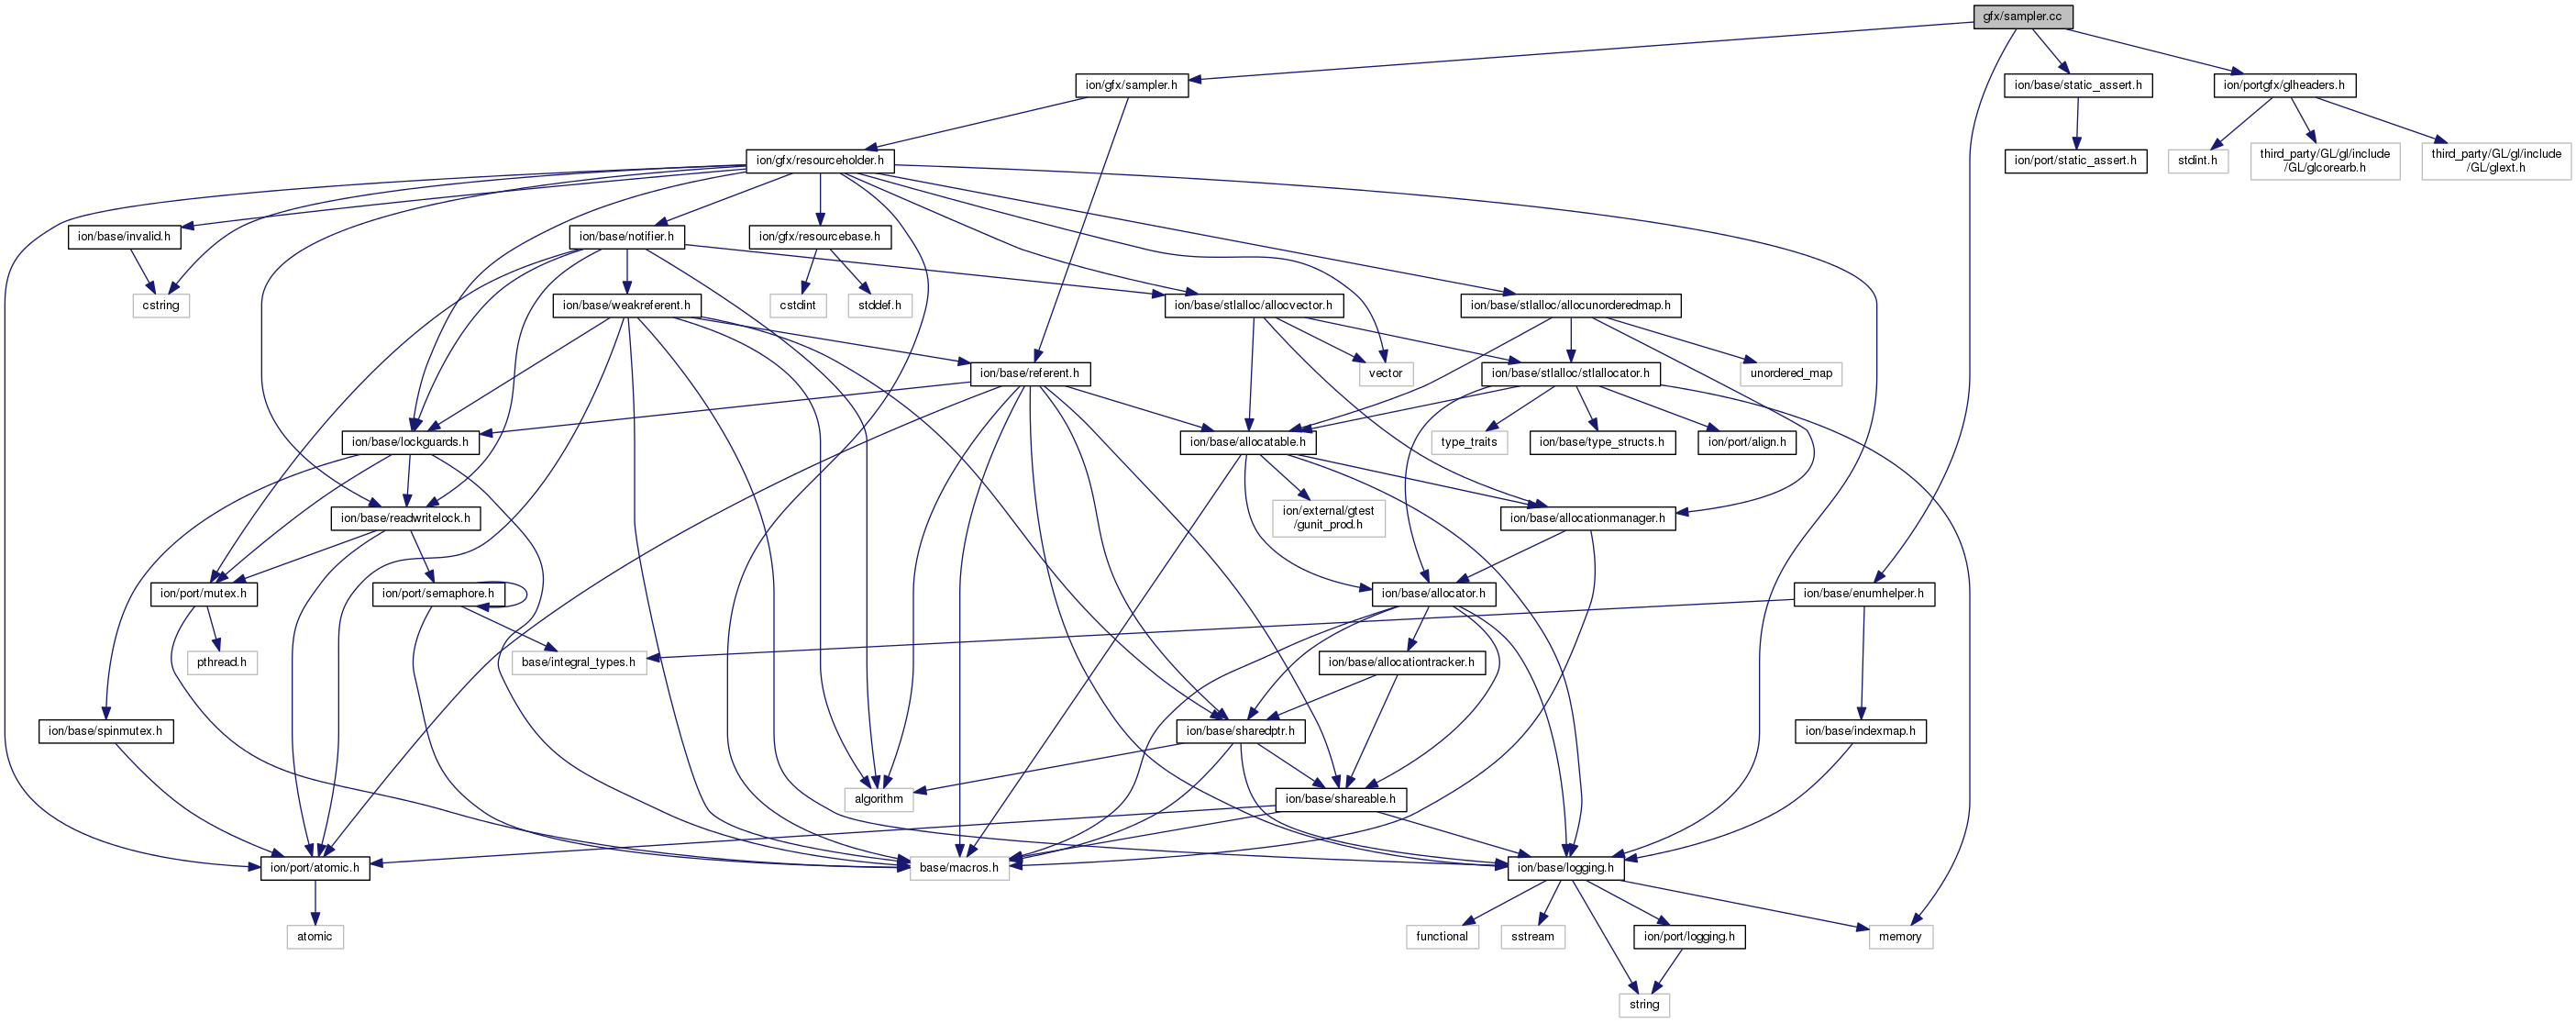 gfx/sampler.cc
ion/gfx/sampler.h
ion/base/static_assert.h
ion/portgfx/glheaders.h
ion/gfx/resourceholder.h
ion/port/static_assert.h
stdint.h
third_party/GL/gl/include
/GL/glcorearb.h
third_party/GL/gl/include
/GL/glext.h
ion/base/invalid.h
ion/base/notifier.h
ion/gfx/resourcebase.h
cstring
ion/base/weakreferent.h
cstdint
stddef.h
ion/base/stlalloc/allocvector.h
ion/base/stlalloc/allocunorderedmap.h
ion/base/referent.h
vector
ion/base/stlalloc/stlallocator.h
unordered_map
ion/base/lockguards.h
ion/base/allocatable.h
type_traits
ion/base/type_structs.h
ion/port/align.h
ion/base/readwritelock.h
ion/external/gtest
/gunit_prod.h
ion/base/allocationmanager.h
ion/port/mutex.h
ion/port/semaphore.h
ion/base/allocator.h
ion/base/enumhelper.h
pthread.h
base/integral_types.h
ion/base/allocationtracker.h
ion/base/spinmutex.h
ion/base/sharedptr.h
ion/base/indexmap.h
algorithm
ion/base/shareable.h
ion/port/atomic.h
base/macros.h
ion/base/logging.h
atomic
functional
sstream
ion/port/logging.h
memory
string